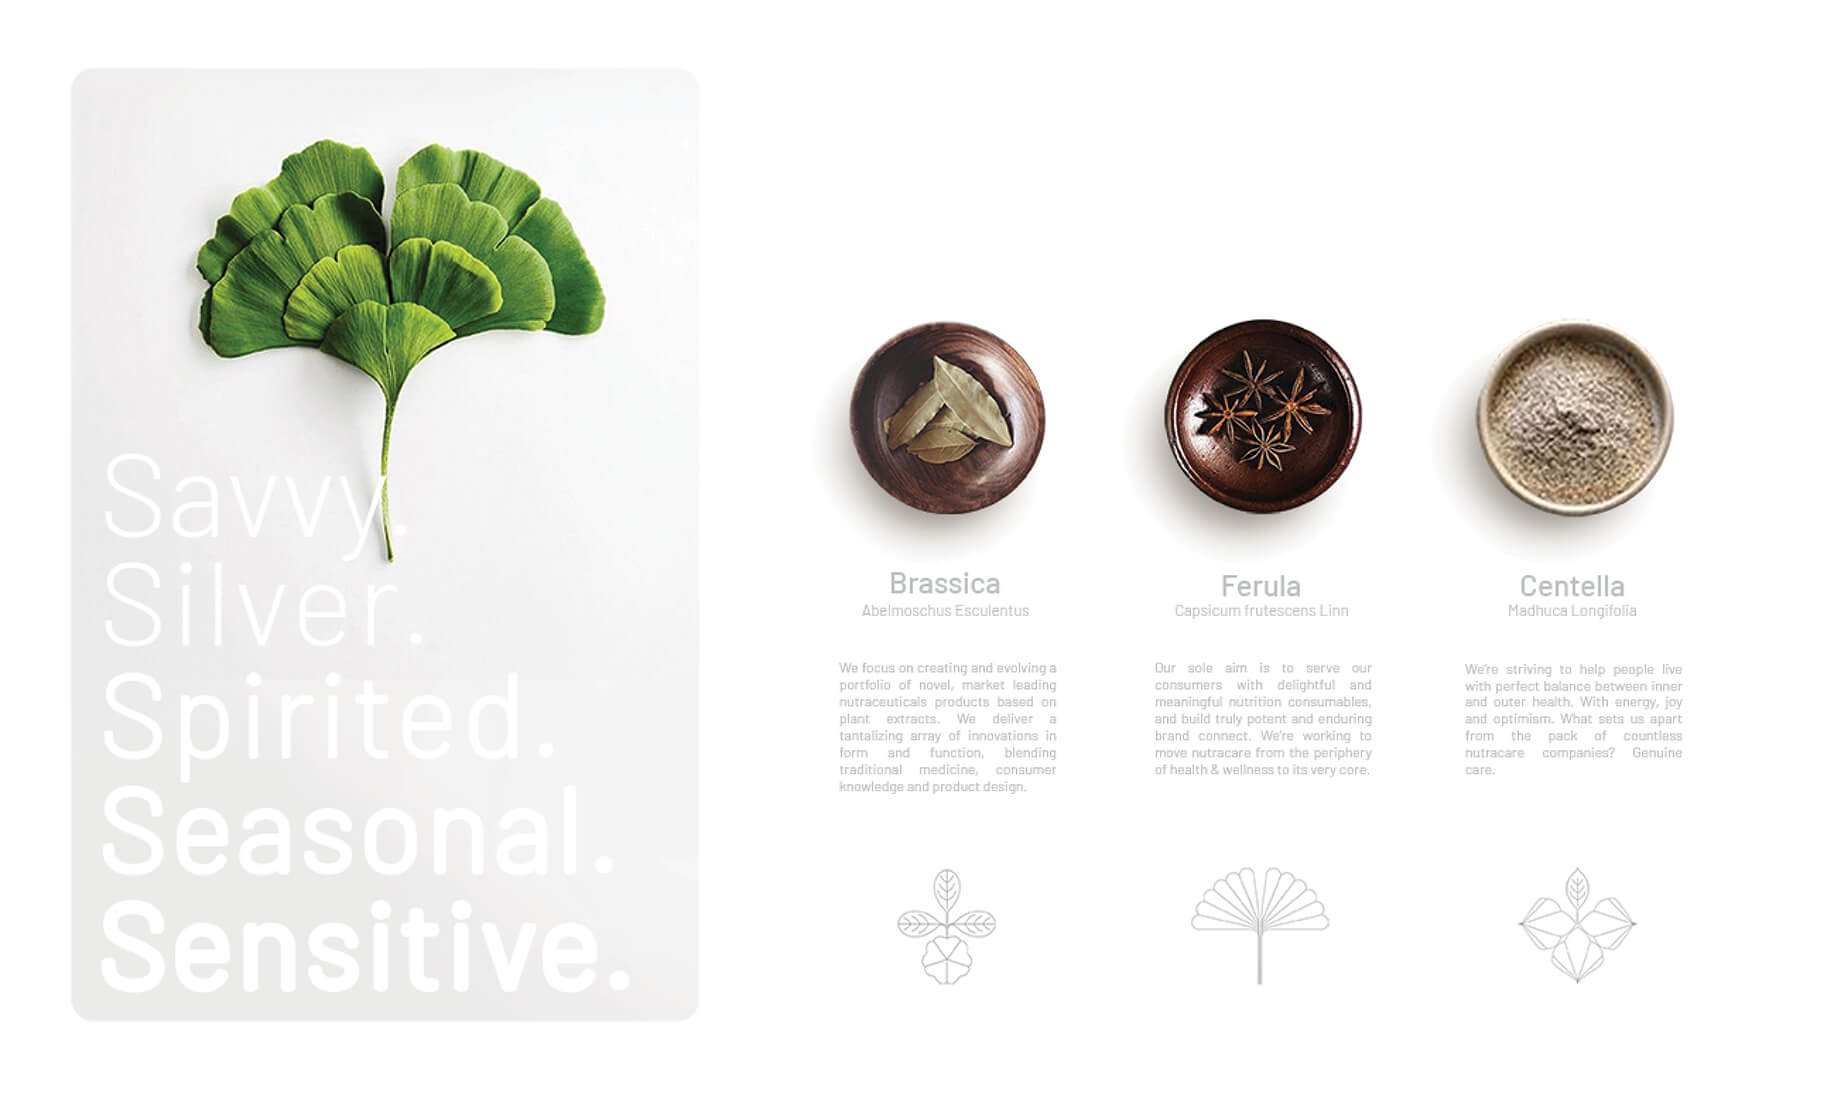 Savvy.
Silver.
Spirited.
Seasonal.
Sensitive.
Brassica
Abelmoschus Esculentus
We focus on creating and evolving a
portfolio of novel, market leading
nutraceuticals products based on
plant extracts. We deliver a
tantalizing array of innovations in
form and function, blending
traditional medicine, consumer
knowledge and product design.
Ferula
Capsicum frutescens Linn
Our sole aim is to serve our
consumers with delightful and
meaningful nutrition consumables,
and build truly potent and enduring
brand connect. We're working to
move nutracare from the periphery
of health & wellness to its very core.
Centella
Madhuca Longifolia
We're striving to help people live
with perfect balance between inner
and outer health. With energy, joy
and optimism. What sets us apart
from the pack of countless
nutracare companies? Genuine
care.